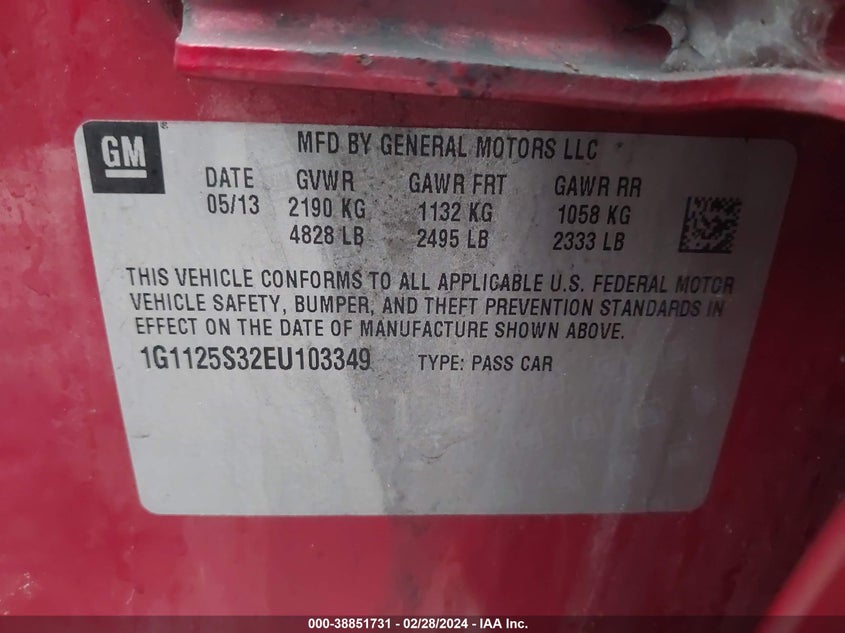 GM
MFD BY GENERAL MOTORS LLC
DATE GVWR GAWR FRT GAWR RR
05/13 2190 KG 1132 KG 1058 KG
4828 LB 2495 LB 2333 LB
THIS VEHICLE CONFORMS TO ALL APPLICABLE U.S. FEDERAL MOTOR
VEHICLE SAFETY, BUMPER, AND THEFT PREVENTION STANDARDS IN
EFFECT ON THE DATE OF MANUFACTURE SHOWN ABOVE.
1G1125S32EU103349 TYPE: PASS CAR
000-38851731 - 02/28/2024 - IAA Inc.